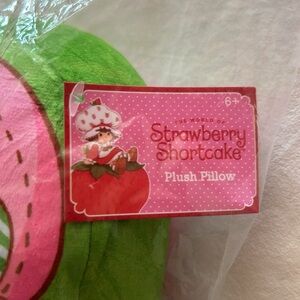 6+
THE WORLD OF
Strawberry
Shortcake
Plush Pillow